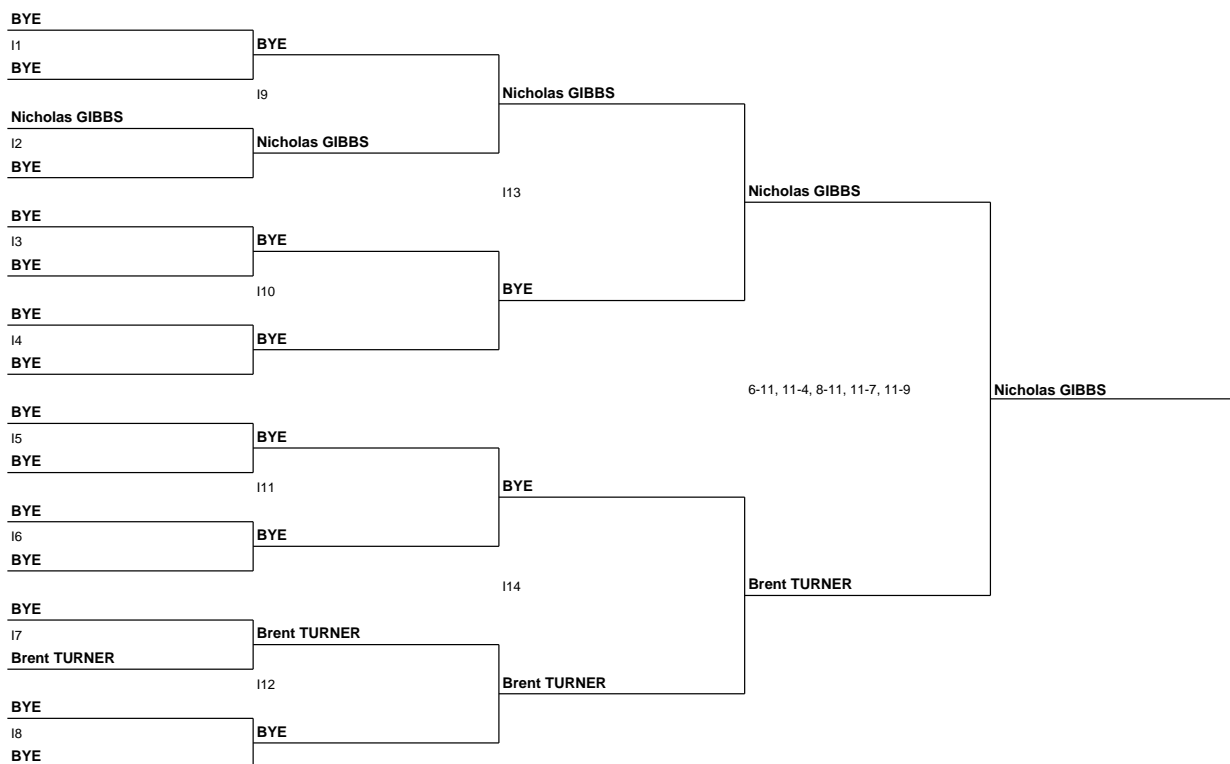 BYE
I1
BYE
BYE
I9
Nicholas GIBBS
Nicholas GIBBS
I2
Nicholas GIBBS
BYE
I13
Nicholas GIBBS
BYE
I3
BYE
BYE
I10
BYE
BYE
I4
BYE
BYE
6-11, 11-4, 8-11, 11-7, 11-9
Nicholas GIBBS
BYE
I5
BYE
BYE
I11
BYE
BYE
I6
BYE
BYE
I14
Brent TURNER
BYE
I7
Brent TURNER
Brent TURNER
I12
Brent TURNER
BYE
I8
BYE
BYE